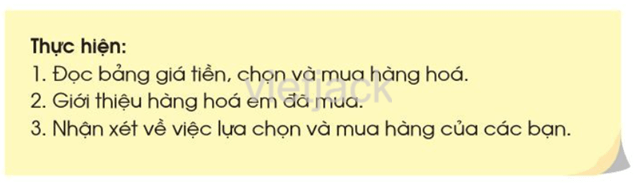 Thực hiện:
1. Đọc bảng giá tiền, chọn và mua hàng hoá.
vietjack
2. Giới thiệu hàng hoá em đã mua.
3. Nhận xét về việc lựa chọn và mua hàng của các bạn.